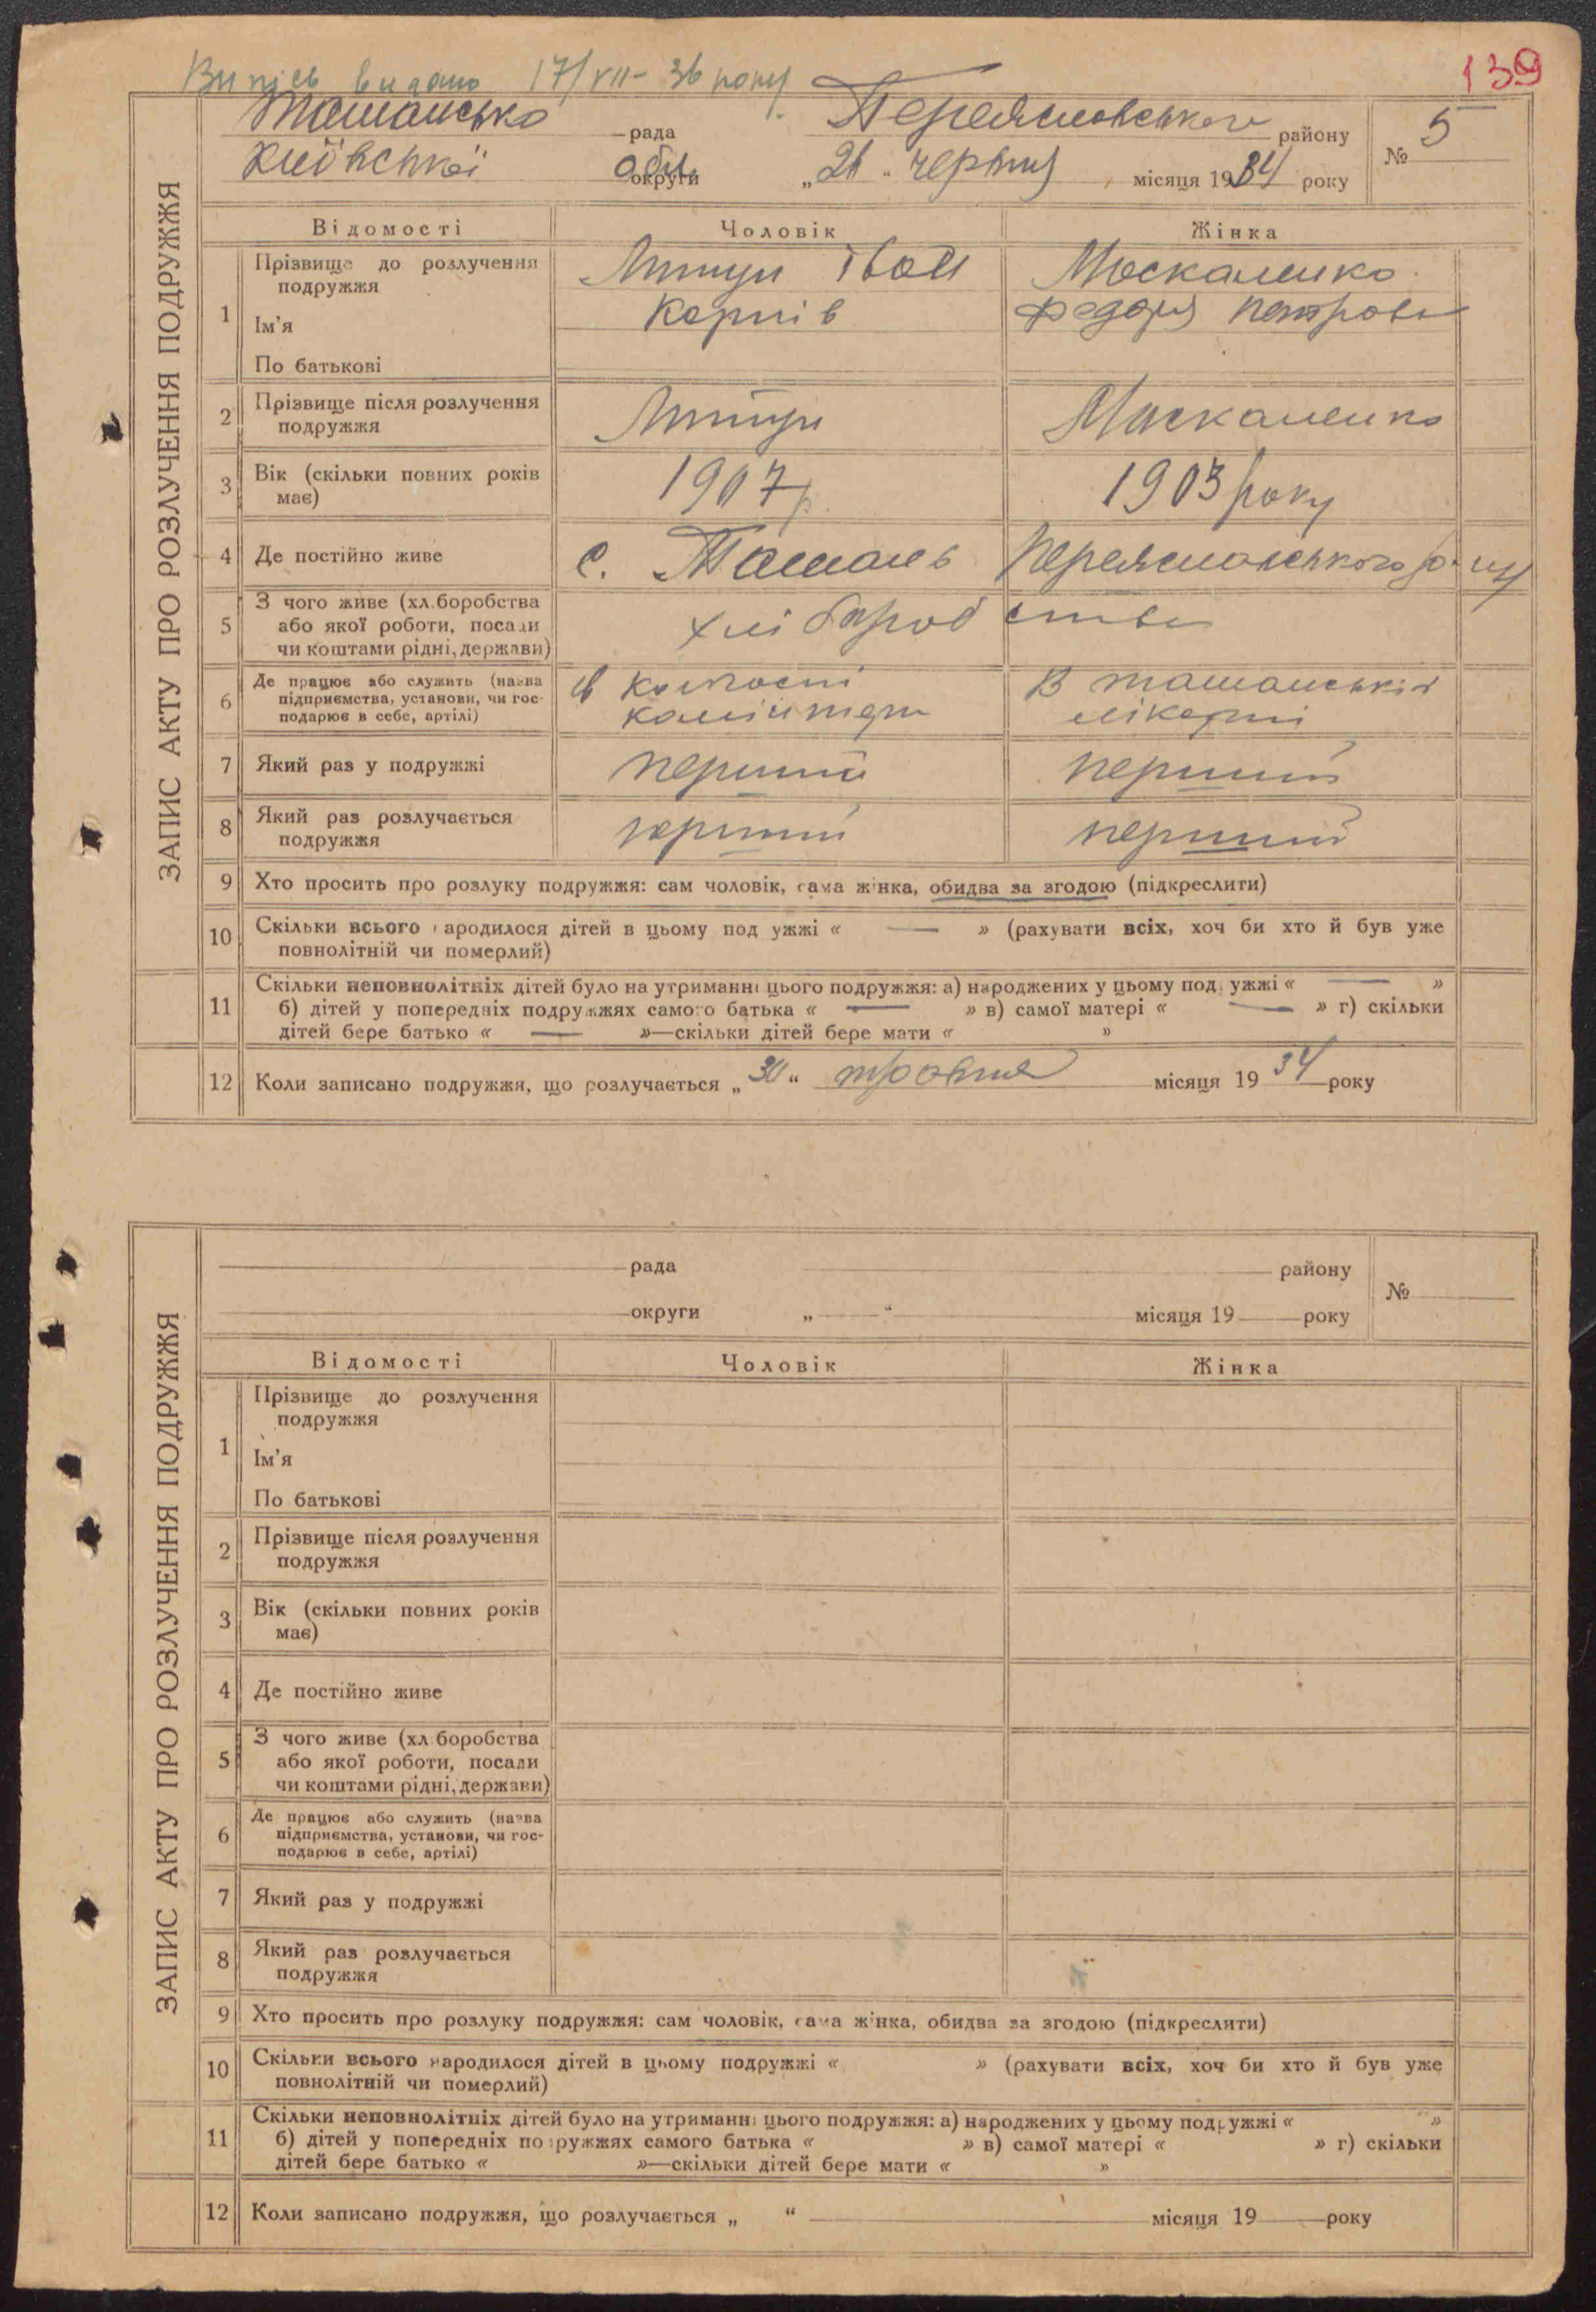 Випісь видано 17/VII-36 року.
139
Ташансько рада Переяславського району
№ 5
Київської обл. округи „26“ червня місяця 1934 року
ЗАПИС АКТУ ПРО РОЗЛУЧЕННЯ ПОДРУЖЖЯ
Відомості Чоловік Жінка
1 Прізвище до розлучення подружжя
Ім'я
По батькові
Іван
Карпів
Москаленко
Федора Петрова
2 Прізвище після розлучення
подружжя
Москаленко
3 Вік (скільки повних років
має)
1907 р. 1903 року
4 Де постійно живе с. Ташань Переяславського р-ну
5 З чого живе (хл.боробства
або якої роботи, посади
чи коштами рідні, держави)
хліборобства
6 Де працює або служить (назва
підприємства, установи, чи гос-
подарює в себе, артілі)
в колгоспі В ташанській
лікарні
7 Який раз у подружжі перший перший
8 Який раз розлучається
подружжя
перший перший
9 Хто просить про розлуку подружжя: сам чоловік, сама жінка, обидва за згодою (підкреслити)
10 Скільки всього народилося дітей в цьому подружжі « — » (рахувати всіх, хоч би хто й був уже
повнолітній чи померлий)
11 Скільки неповнолітніх дітей було на утриманні цього подружжя: а) народжених у цьому подружжі « — »
б) дітей у попередніх подружжях самого батька « — » в) самої матері « — » г) скільки
дітей бере батько « — »—скільки дітей бере мати « »
12 Коли записано подружжя, що розлучається „30“ травня місяця 1934 року
ЗАПИС АКТУ ПРО РОЗЛУЧЕННЯ ПОДРУЖЖЯ
рада району
№
округи „ “ місяця 19 року
Відомості Чоловік Жінка
1 Прізвище до розлучення
подружжя
Ім'я
По батькові
2 Прізвище після розлучення
подружжя
3 Вік (скільки повних років
має)
4 Де постійно живе
5 З чого живе (хл.боробства
або якої роботи, посади
чи коштами рідні, держави)
6 Де працює або служить (назва
підприємства, установи, чи гос-
подарює в себе, артілі)
7 Який раз у подружжі
8 Який раз розлучається
подружжя
9 Хто просить про розлуку подружжя: сам чоловік, сама жінка, обидва за згодою (підкреслити)
10 Скільки всього народилося дітей в цьому подружжі « » (рахувати всіх, хоч би хто й був уже
повнолітній чи померлий)
11 Скільки неповнолітніх дітей було на утриманні цього подружжя: а) народжених у цьому подружжі « »
б) дітей у попередніх подружжях самого батька « » в) самої матері « » г) скільки
дітей бере батько « »—скільки дітей бере мати « »
12 Коли записано подружжя, що розлучається „ “ місяця 19 року